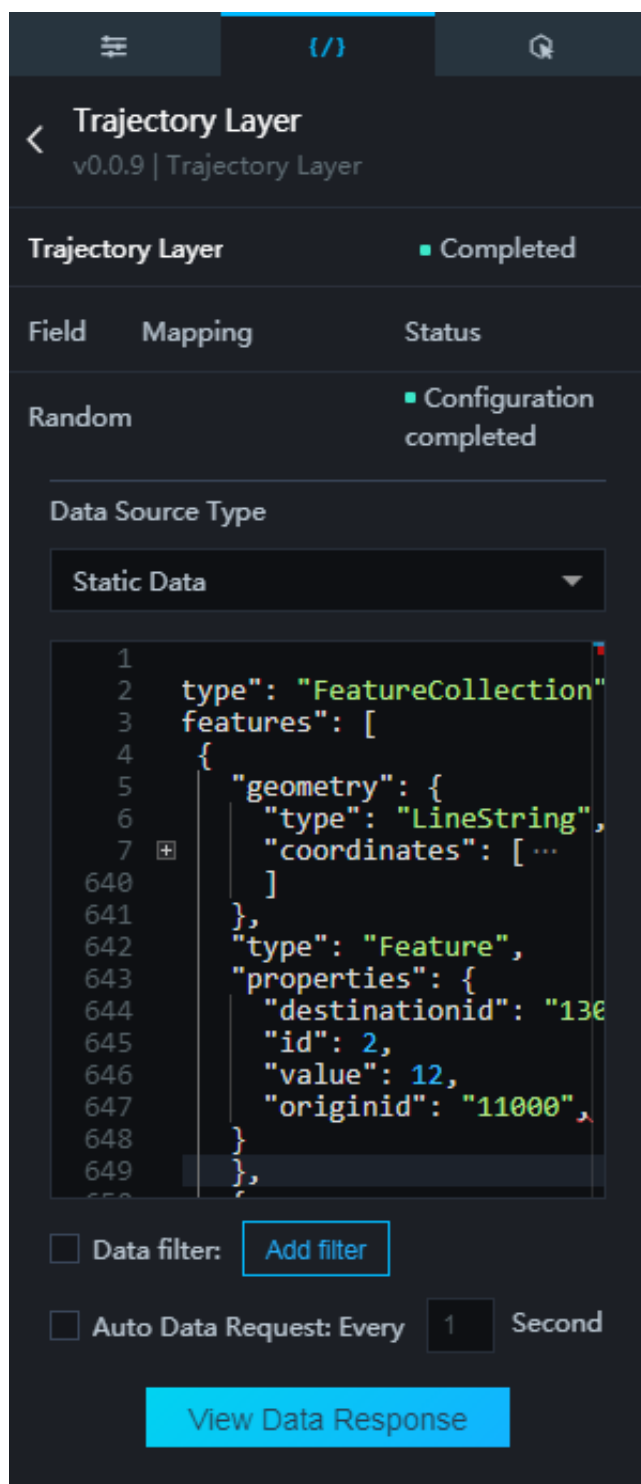 {/}
Trajectory Layer
v0.0.9 | Trajectory Layer
Trajectory Layer Completed
Field Mapping Status
Random Configuration completed
Data Source Type
Static Data
1
2 type": "FeatureCollection"
3 features": [
4 {
5 "geometry": {
6 "type": "LineString",
7 "coordinates": [ ...
640 ]
641 },
642 "type": "Feature",
643 "properties": {
644 "destinationid": "130
645 "id": 2,
646 "value": 12,
647 "originid": "11000",
648 }
649 },
650 {
Data filter: Add filter
Auto Data Request: Every 1 Second
View Data Response